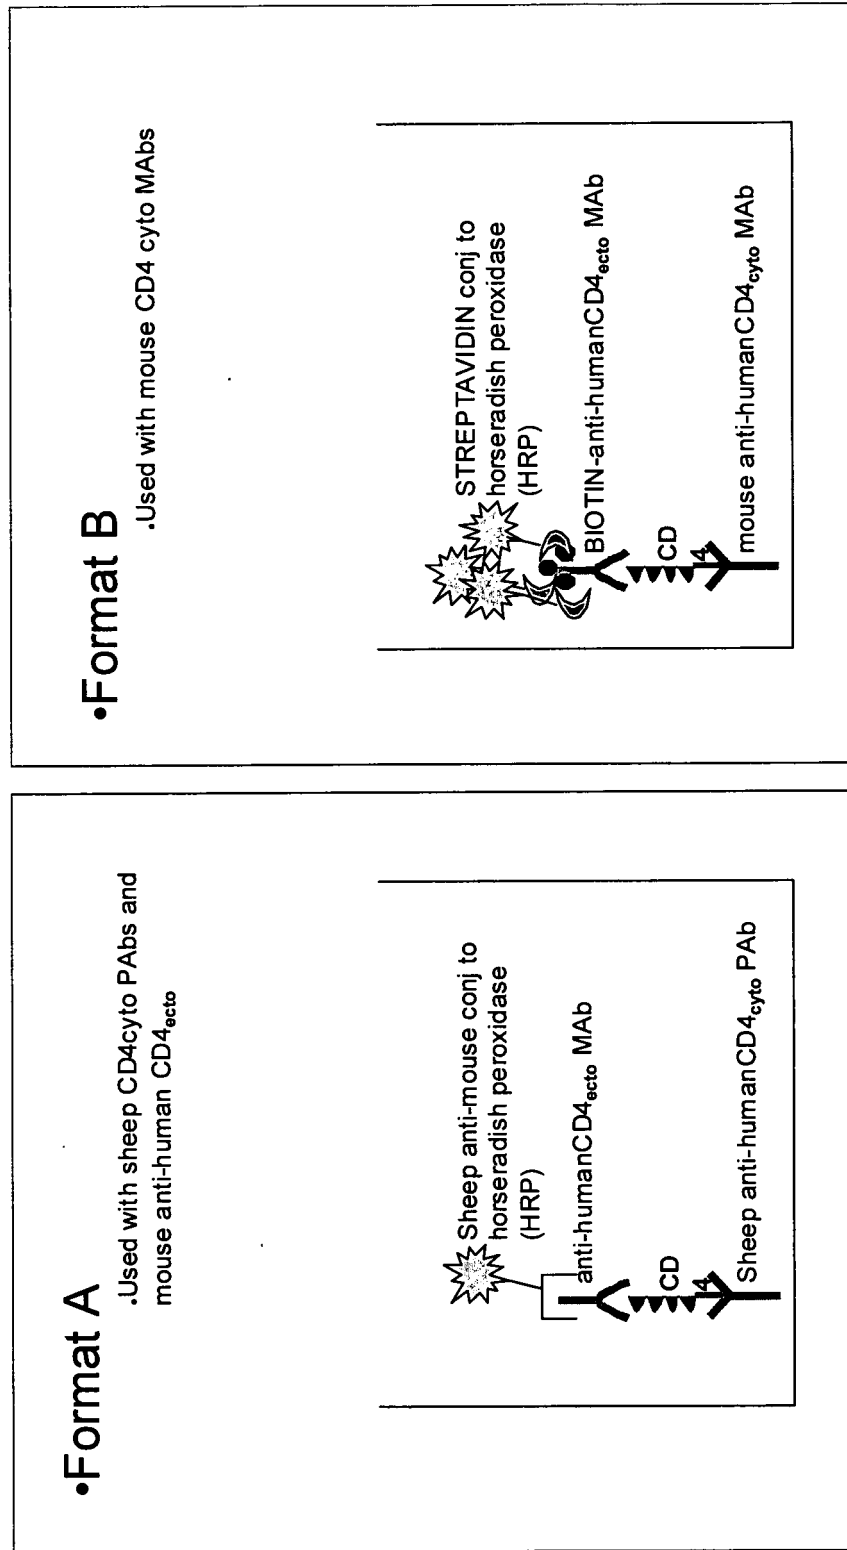 •Format A
.Used with sheep CD4cyto PAbs and
mouse anti-human CD4ecto
Sheep anti-mouse conj to
horseradish peroxidase
(HRP)
anti-humanCD4ecto MAb
CD
4
Sheep anti-humanCD4cyto PAb
•Format B
.Used with mouse CD4 cyto MAbs
STREPTAVIDIN conj to
horseradish peroxidase
(HRP)
BIOTIN-anti-humanCD4ecto MAb
CD
4
mouse anti-humanCD4cyto MAb